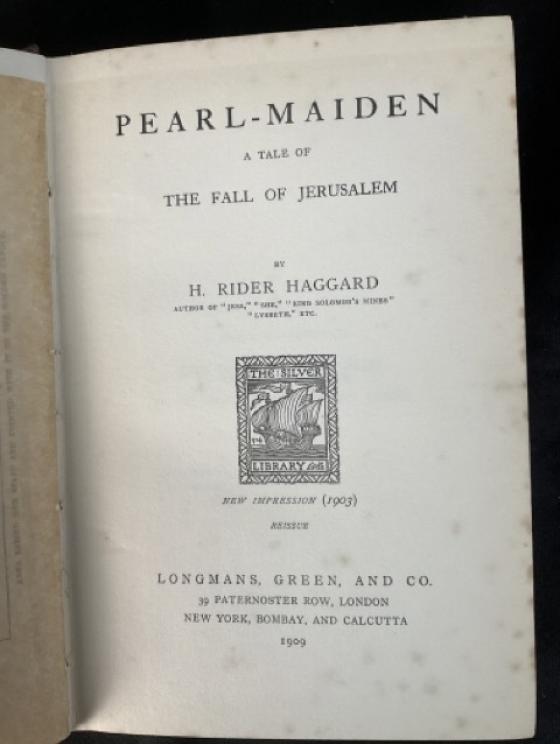 PEARL-MAIDEN
A TALE OF
THE FALL OF JERUSALEM
BY
H. RIDER HAGGARD
AUTHOR OF "JESS," "SHE," "KING SOLOMON'S MINES"
"LYSBETH," ETC.
THE SILVER
LIBRARY
NEW IMPRESSION (1903)
REISSUE
LONGMANS, GREEN, AND CO.
39 PATERNOSTER ROW, LONDON
NEW YORK, BOMBAY, AND CALCUTTA
1909